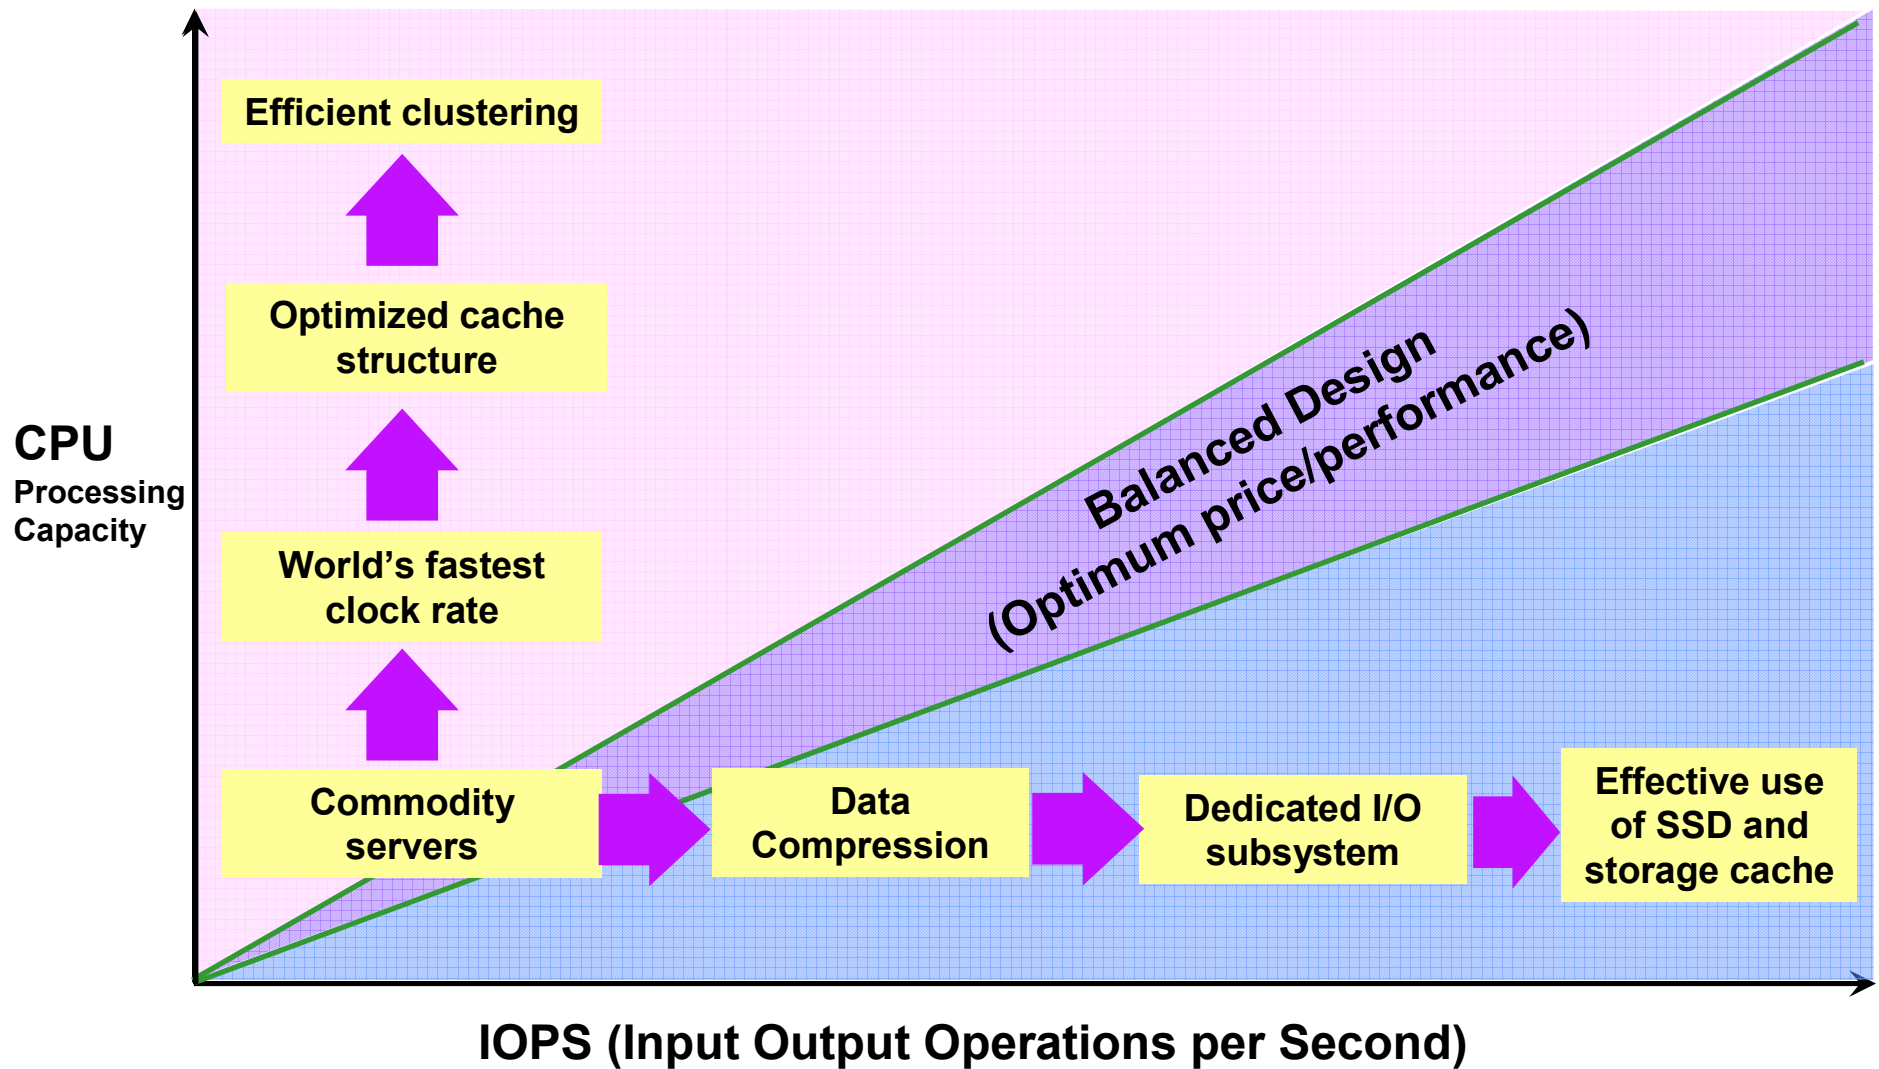 Efficient clustering
Optimized cache
structure
CPU
Processing
Capacity
World’s fastest
clock rate
Balanced Design
(Optimum price/performance)
Commodity
servers
Data
Compression
Dedicated I/O
subsystem
Effective use
of SSD and
storage cache
IOPS (Input Output Operations per Second)